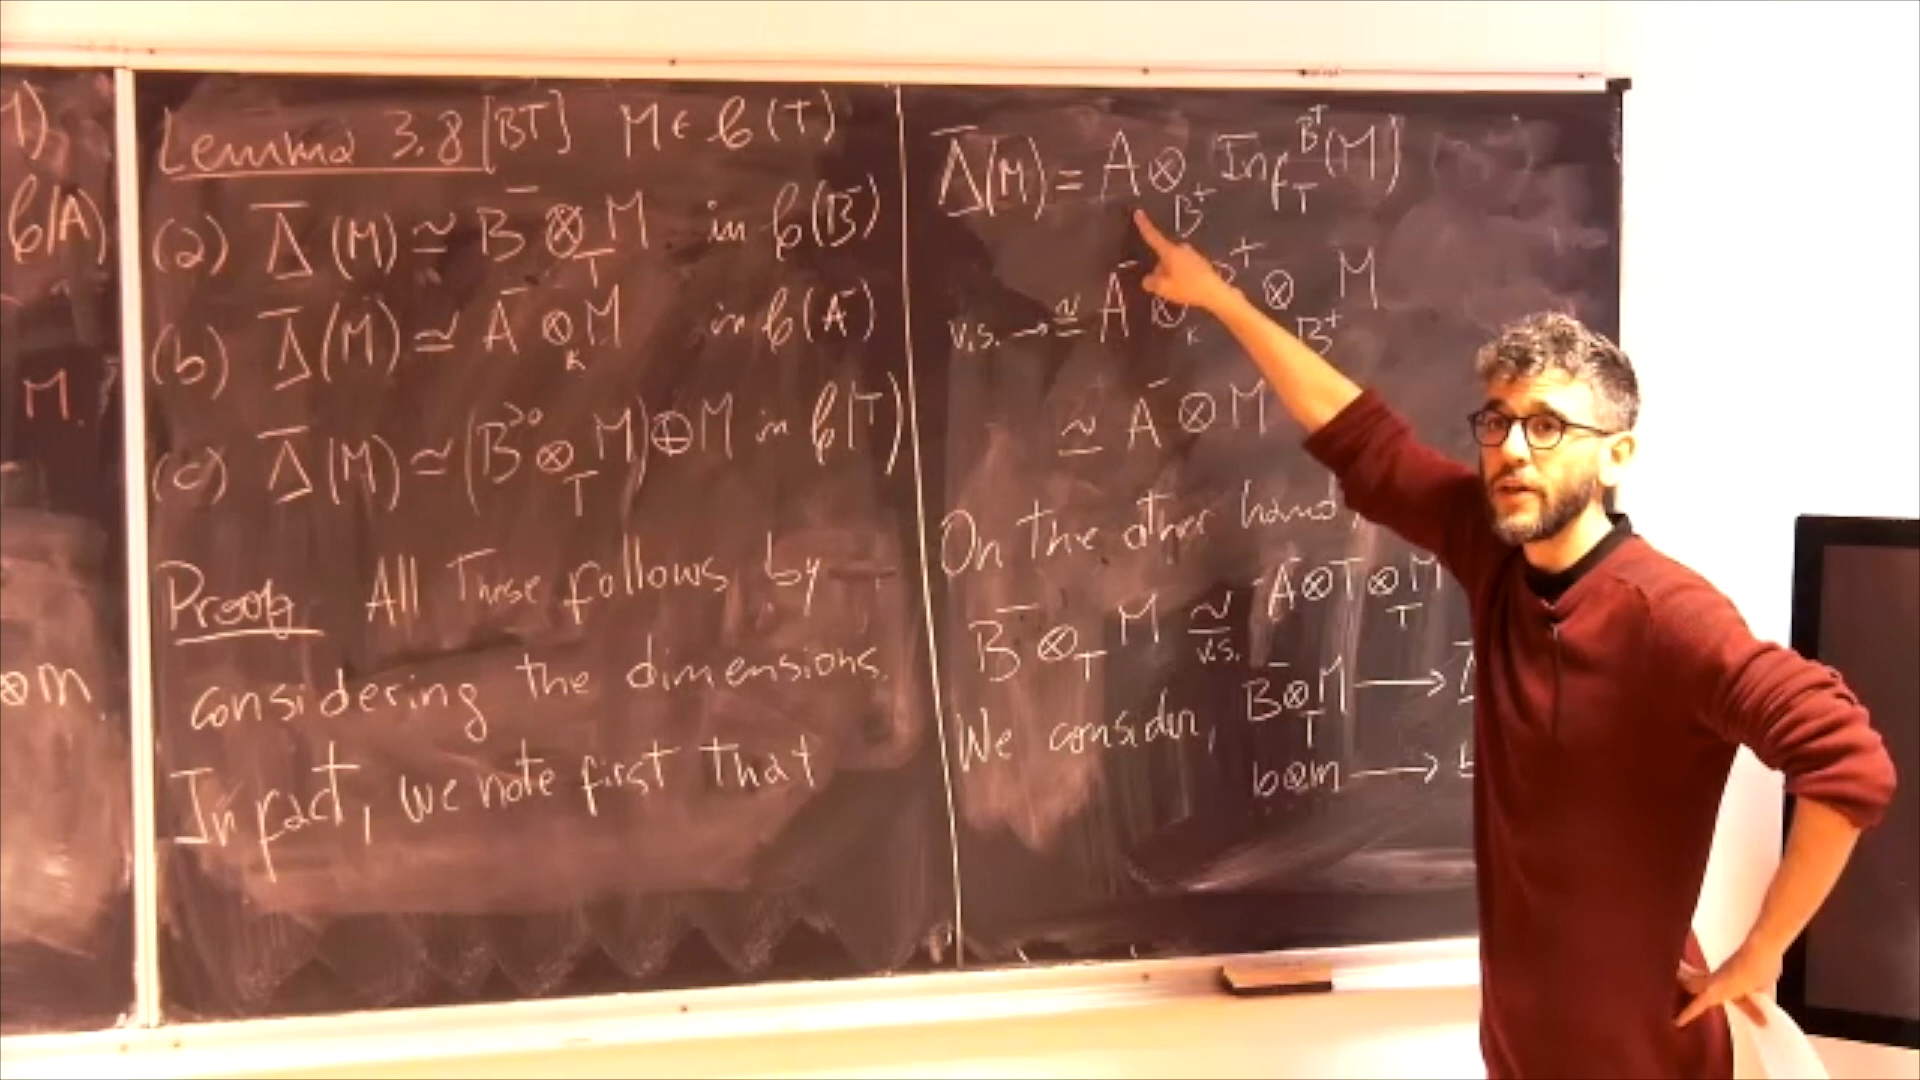 1)
𝒞(A)
M.
⊗m.
Lemma 3.8 [BT] M ∈ 𝒞(T)
(a) Δ̄(M) ≃ B⁻ ⊗_T M in 𝒞(B⁻)
(b) Δ̄(M) ≃ A⁻ ⊗_K M in 𝒞(A⁻)
(c) Δ̄(M) ≃ (B^{>0} ⊗_T M) ⊕ M in 𝒞(T)
Proof All These follows by
considering the dimensions.
In fact, we note first that
Δ̄(M) = A ⊗_{B⁺} Inf_T^{B⁺}(M)
v.s. → ≃ A⁻ ⊗_K B⁺ ⊗_{B⁺} M
≃ A⁻ ⊗ M
On the other hand,
B⁻ ⊗_T M ≃_{v.s.} A⁻ ⊗ T ⊗_T M
We consider, B⁻ ⊗_T M ⟶
b⊗m ⟶